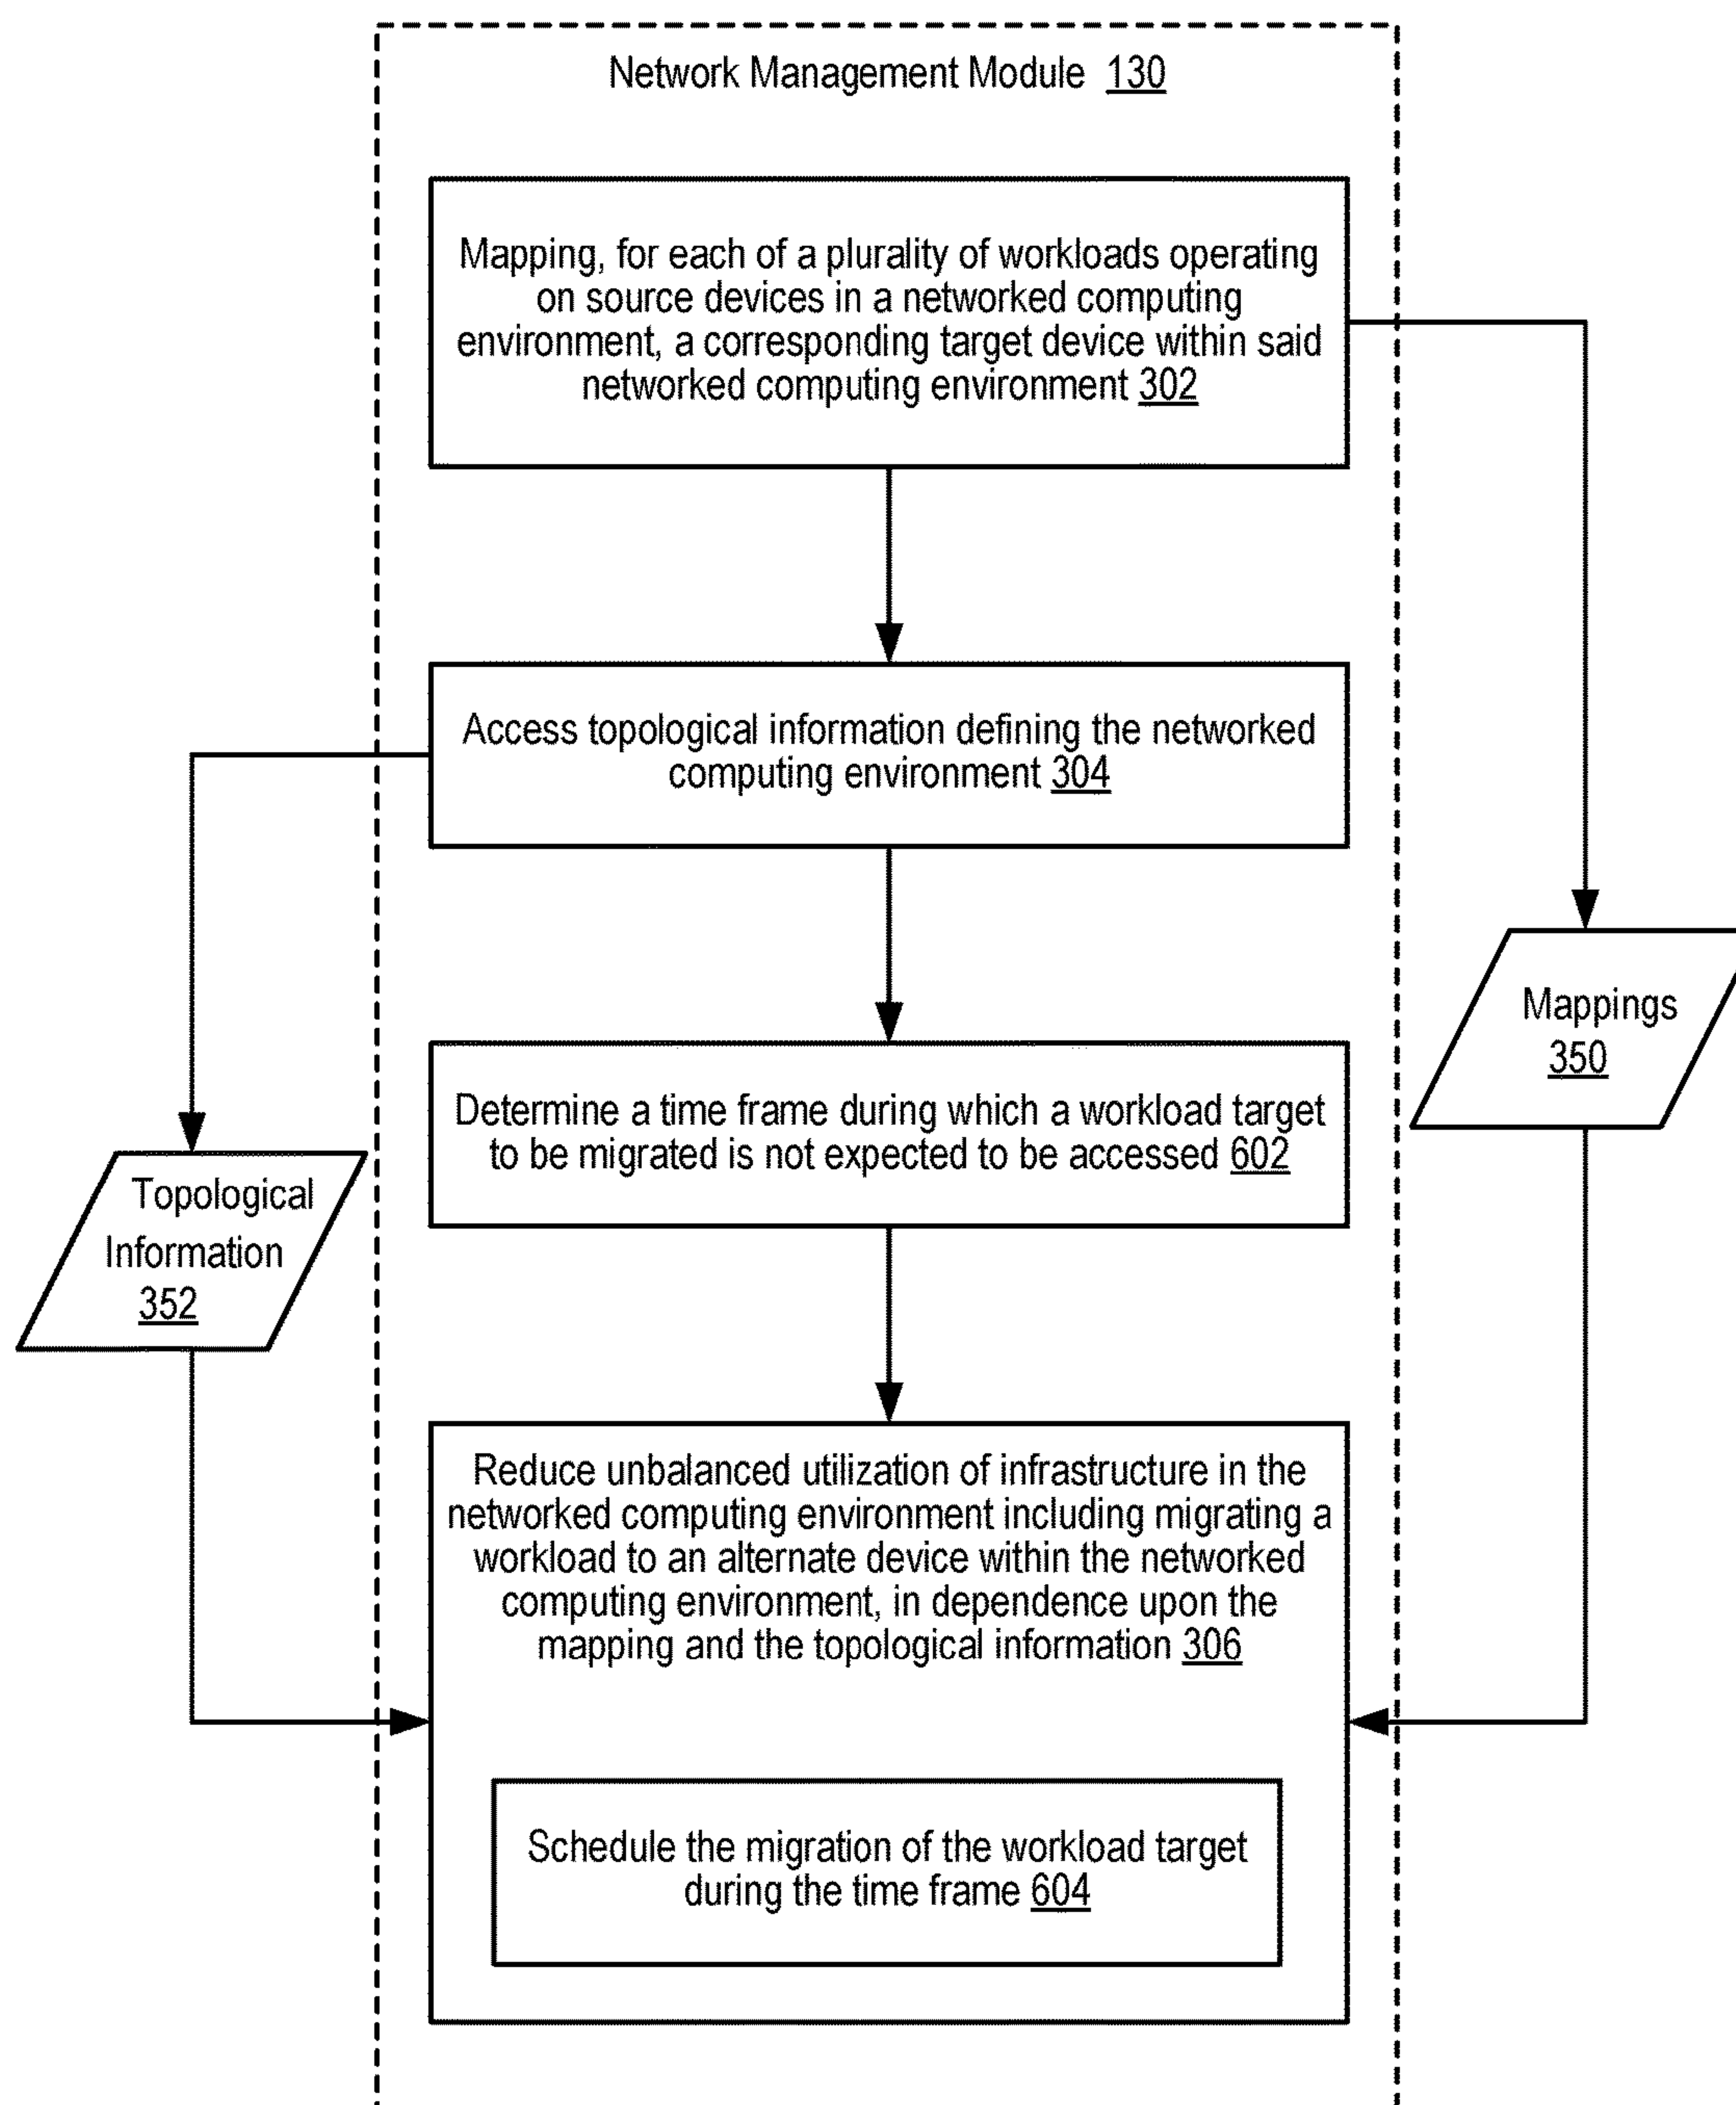 Network Management Module 130
Mapping, for each of a plurality of workloads operating
on source devices in a networked computing
environment, a corresponding target device within said
networked computing environment 302
Access topological information defining the networked
computing environment 304
Mappings
350
Determine a time frame during which a workload target
to be migrated is not expected to be accessed 602
Topological
Information
352
Reduce unbalanced utilization of infrastructure in the
networked computing environment including migrating a
workload to an alternate device within the networked
computing environment, in dependence upon the
mapping and the topological information 306
Schedule the migration of the workload target
during the time frame 604